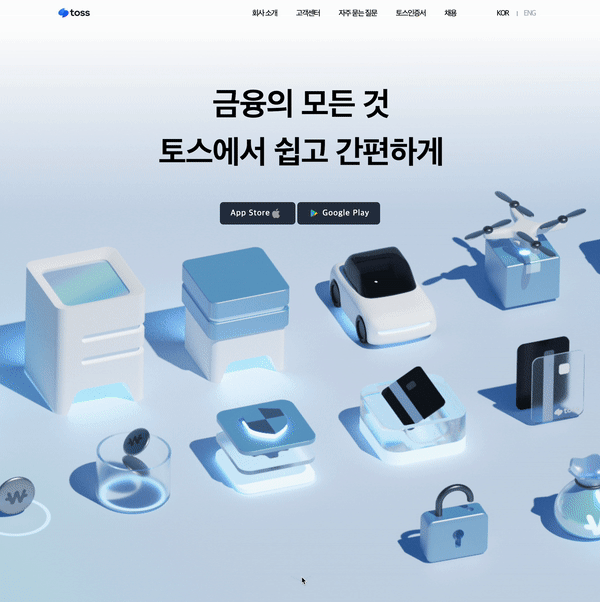 toss
회사 소개
고객센터
자주 묻는 질문
토스인증서
채용
KOR | ENG
금융의 모든 것
토스에서 쉽고 간편하게
App Store
Google Play